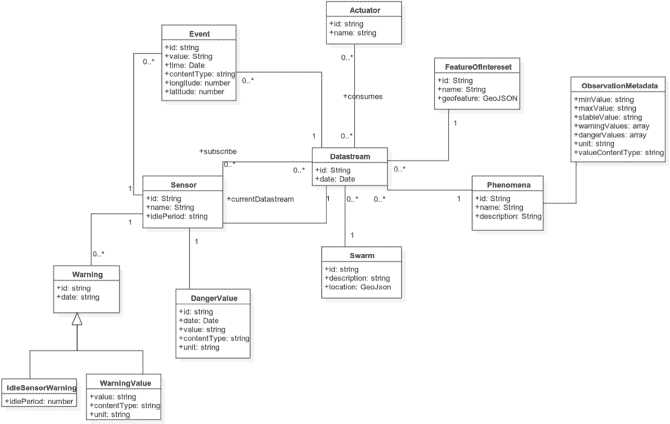 Actuator
+id: string
+name: string
Event
+id: string
+value: String
+time: Date
+contentType: string
+longitude: number
+latitude: number
0..*
0..*
0..*
+consumes
0..*
FeatureOfIntereset
+id: String
+name: String
+geofeature: GeoJSON
1
ObservationMetadata
+minValue: string
+maxValue: string
+stableValue: string
+warningValues: array
+dangerValues: array
+unit: string
+valueContentType: string
1
+subscribe
0..*
0..*
Datastream
+id: String
+date: Date
0..*
0..*
0..*
1
1
Sensor
+id: string
+name: String
+idlePeriod: string
1
+currentDatastream
1
1
Phenomena
+id: String
+name: String
+description: String
1
Swarm
+id: string
+description: string
+location: GeoJson
0..*
Warning
+id: string
+date: string
DangerValue
+id: string
+date: Date
+value: string
+contentType: string
+unit: string
IdleSensorWarning
+idlePeriod: number
WarningValue
+value: string
+contentType: string
+unit: string